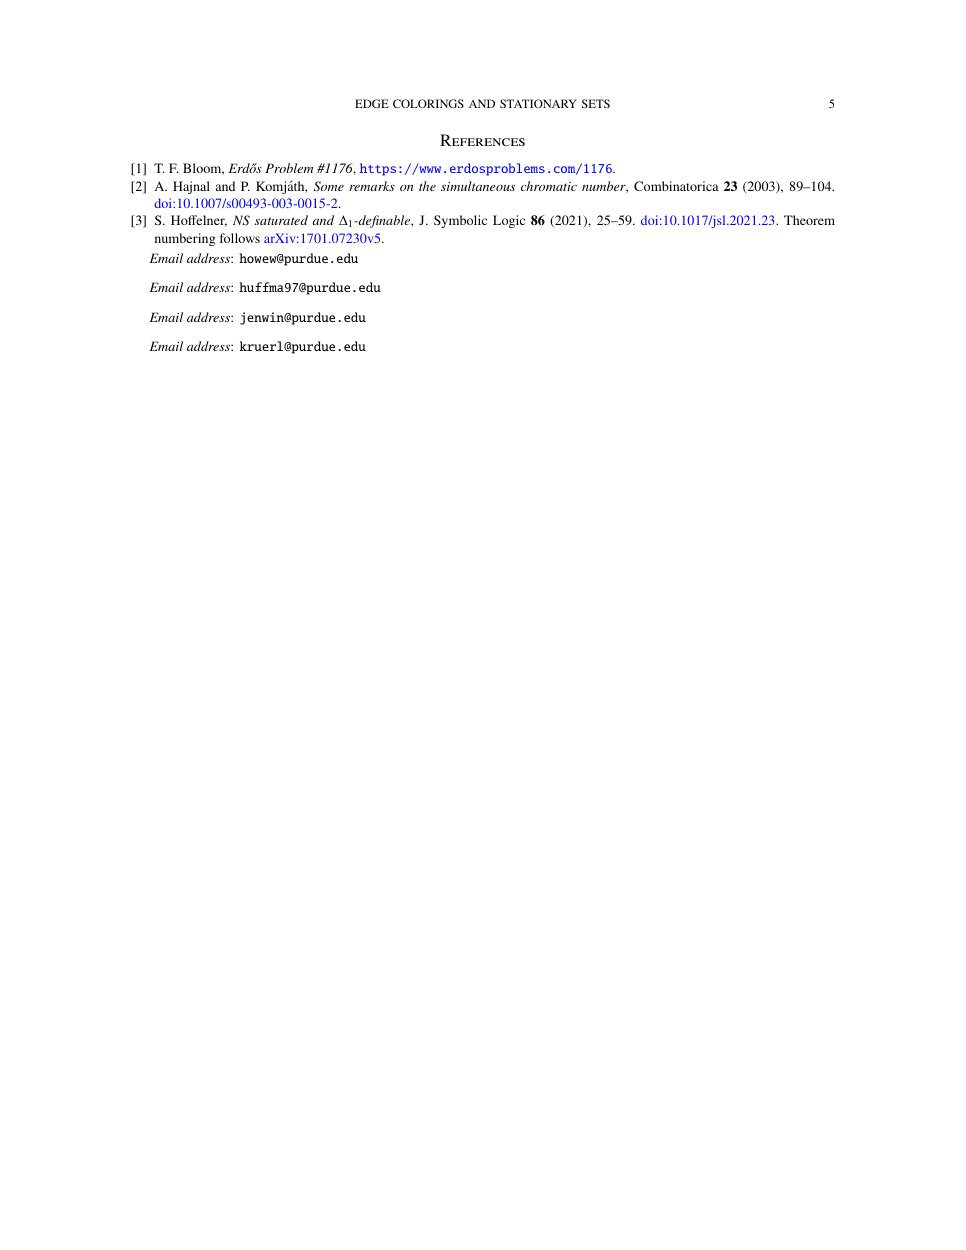 EDGE COLORINGS AND STATIONARY SETS 5
References
[1] T. F. Bloom, Erdős Problem #1176, https://www.erdosproblems.com/1176.
[2] A. Hajnal and P. Komjáth, Some remarks on the simultaneous chromatic number, Combinatorica 23 (2003), 89–104.
doi:10.1007/s00493-003-0015-2.
[3] S. Hoffelner, NS saturated and Δ₁-definable, J. Symbolic Logic 86 (2021), 25–59. doi:10.1017/jsl.2021.23. Theorem
numbering follows arXiv:1701.07230v5.
Email address: howew@purdue.edu
Email address: huffma97@purdue.edu
Email address: jenwin@purdue.edu
Email address: kruerl@purdue.edu